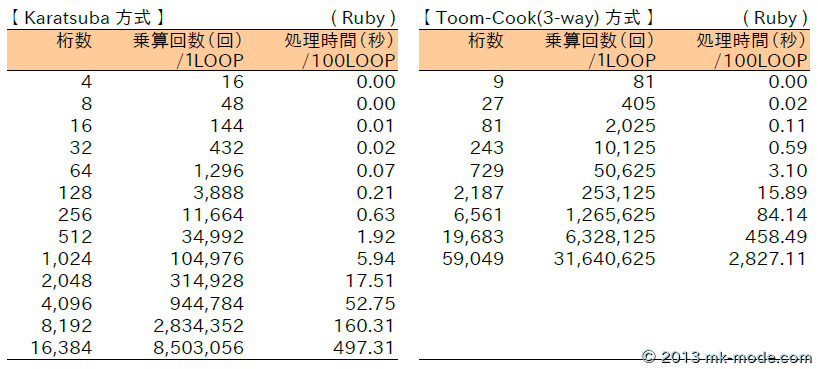 【 Karatsuba 方式 】 ( Ruby )
桁数 乗算回数(回) 処理時間(秒)
/1LOOP /100LOOP
4 16 0.00
8 48 0.00
16 144 0.01
32 432 0.02
64 1,296 0.07
128 3,888 0.21
256 11,664 0.63
512 34,992 1.92
1,024 104,976 5.94
2,048 314,928 17.51
4,096 944,784 52.75
8,192 2,834,352 160.31
16,384 8,503,056 497.31
【 Toom-Cook(3-way) 方式 】 ( Ruby )
桁数 乗算回数(回) 処理時間(秒)
/1LOOP /100LOOP
9 81 0.00
27 405 0.02
81 2,025 0.11
243 10,125 0.59
729 50,625 3.10
2,187 253,125 15.89
6,561 1,265,625 84.14
19,683 6,328,125 458.49
59,049 31,640,625 2,827.11
© 2013 mk-mode.com